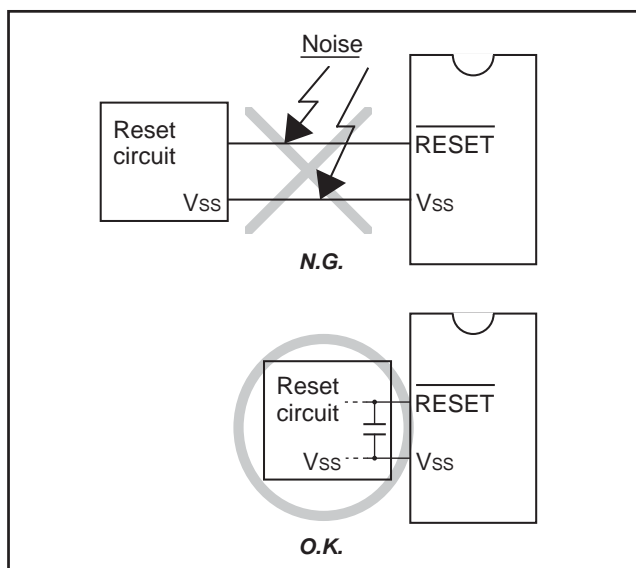 Noise
Reset
circuit
RESET
Vss
Vss
N.G.
Reset
circuit
RESET
Vss
Vss
O.K.